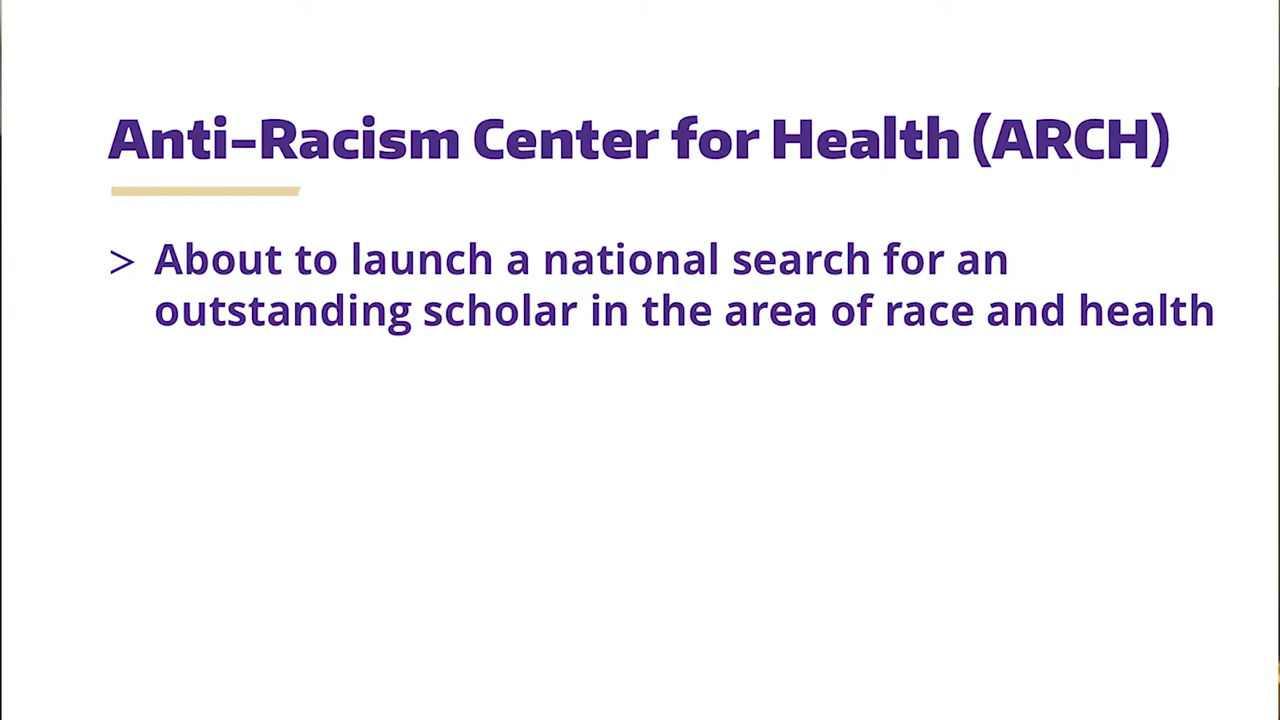 Anti-Racism Center for Health (ARCH)
> About to launch a national search for an
outstanding scholar in the area of race and health